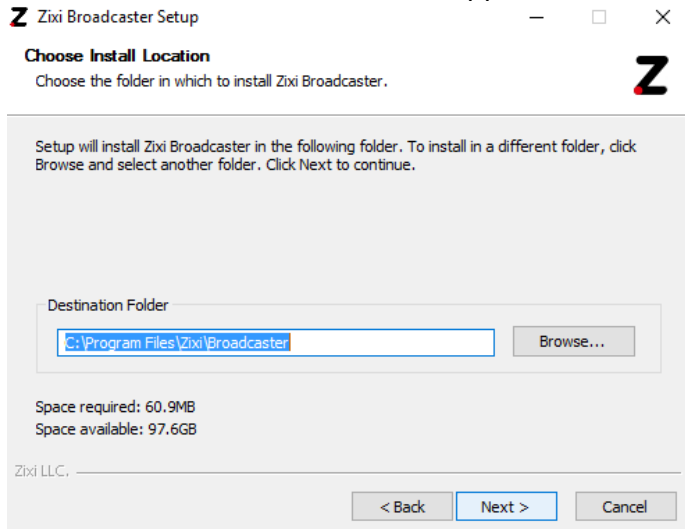 Z Zixi Broadcaster Setup
Choose Install Location
Choose the folder in which to install Zixi Broadcaster.
Z
Setup will install Zixi Broadcaster in the following folder. To install in a different folder, click
Browse and select another folder. Click Next to continue.
Destination Folder
C:\Program Files\Zixi\Broadcaster
Browse...
Space required: 60.9MB
Space available: 97.6GB
Zixi LLC.
< Back Next > Cancel